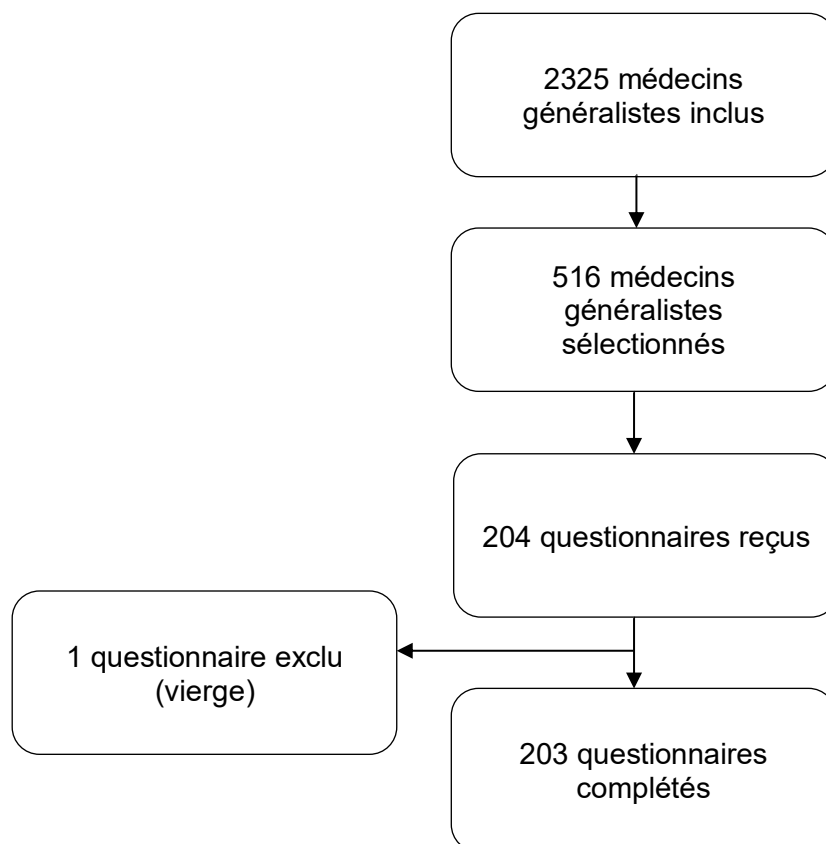 2325 médecins
généralistes inclus
516 médecins
généralistes
sélectionnés
204 questionnaires reçus
1 questionnaire exclu
(vierge)
203 questionnaires
complétés